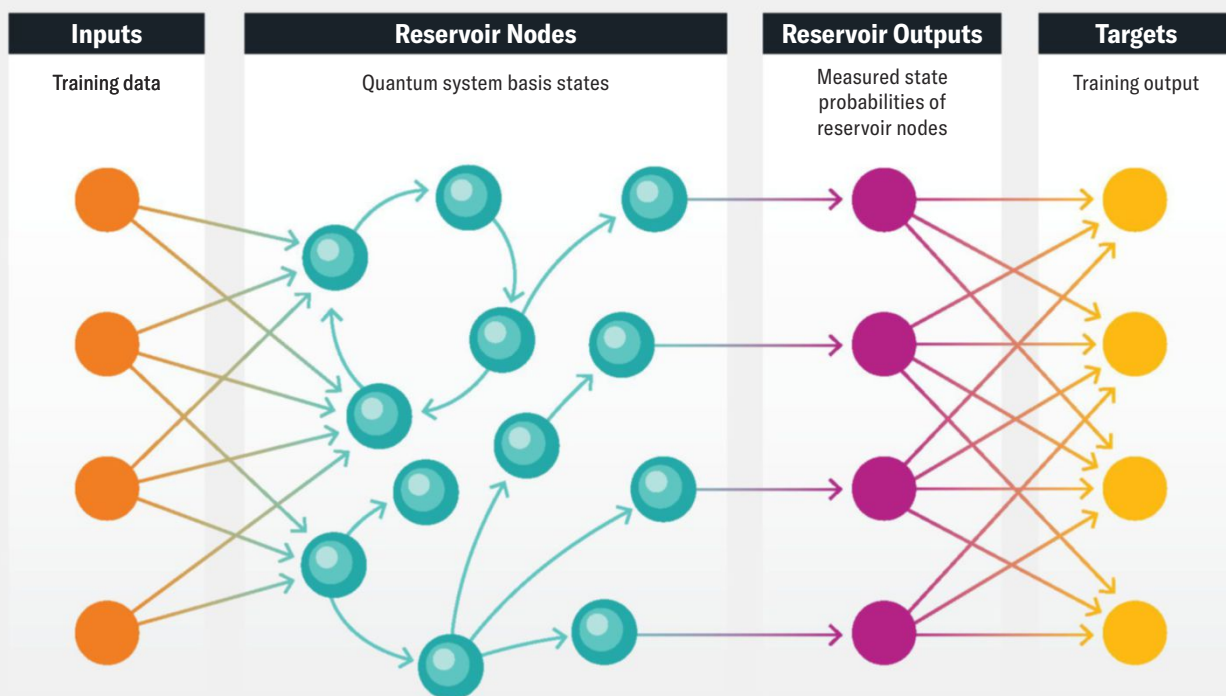 Inputs
Training data
Reservoir Nodes
Quantum system basis states
Reservoir Outputs
Measured state
probabilities of
reservoir nodes
Targets
Training output